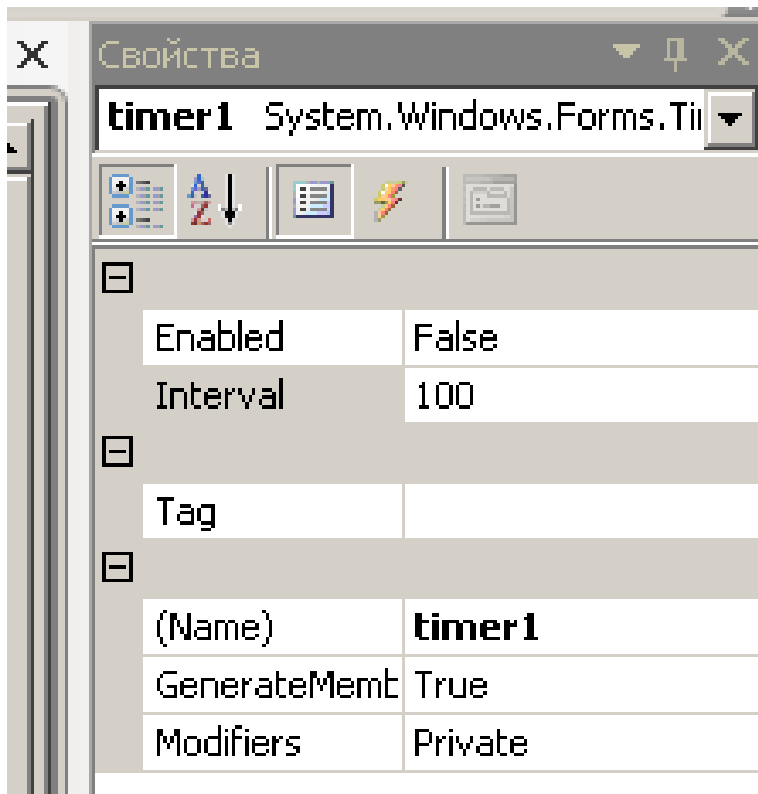 Свойства
timer1 System.Windows.Forms.Ti
Enabled False
Interval 100
Tag
(Name) timer1
GenerateMemb True
Modifiers Private